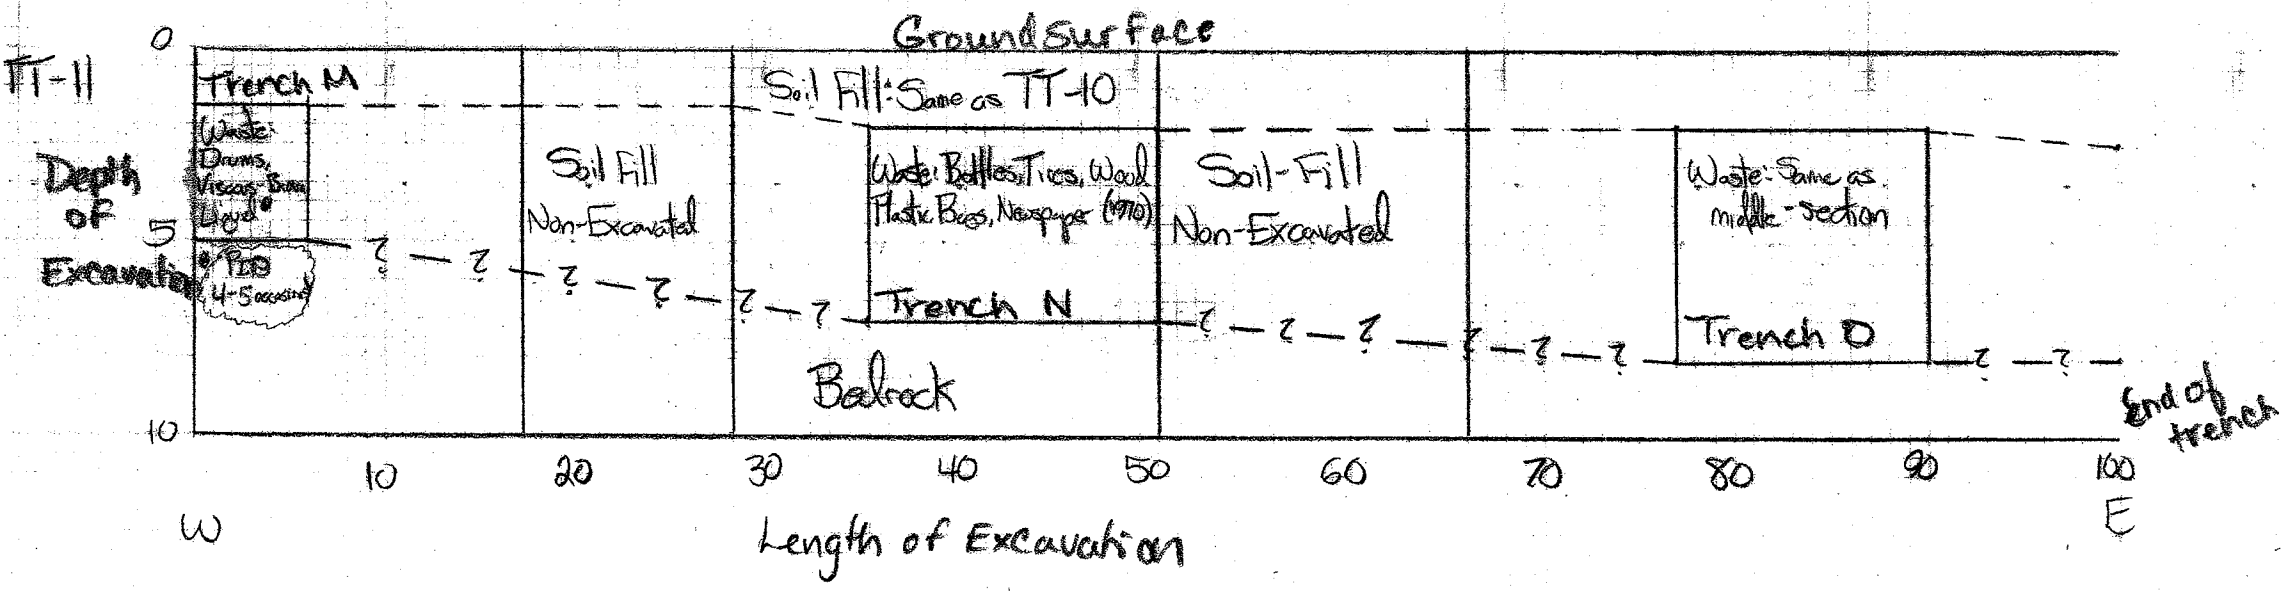 Ground surface
0
TT-11
Trench M
Soil Fill: Same as TT-10
Waste:
Drums,
Viscous, Brown
Liquid
Depth
of
Excavation
5
PID
4-5
Soil Fill
Non-Excavated
Waste: Bottles, Tires, Wood
Plastic Bags, Newspaper (1970)
Trench N
Soil-Fill
Non-Excavated
Waste: Same as
middle-section
Trench O
? ? ? ? ? ? ? ? ? ? ? ? ? ?
Bedrock
End of
trench
10
10 20 30 40 50 60 70 80 90 100
W E
Length of Excavation